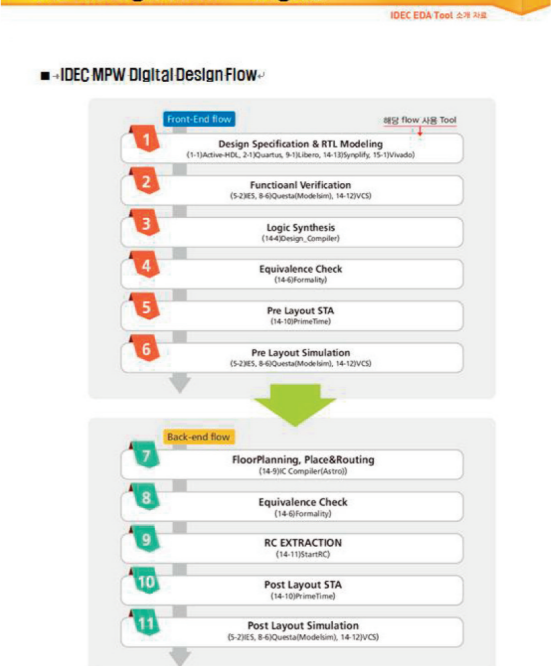 IDEC EDA Tool 소개 자료
■→IDEC MPW Digital Design Flow↵
Front-End flow
해당 flow 사용 Tool
1
Design Specification & RTL Modeling
(1-1)Active-HDL, 2-1)Quartus, 9-1)Libero, 14-13)Synplify, 15-1)Vivado)
2
Functioanl Verification
(5-2)IES, 8-6)Questa(Modelsim), 14-12)VCS)
3
Logic Synthesis
(14-4)Design_Compiler)
4
Equivalence Check
(14-6)Formality)
5
Pre Layout STA
(14-10)PrimeTime)
6
Pre Layout Simulation
(5-2)IES, 8-6)Questa(Modelsim), 14-12)VCS)
Back-end flow
7
FloorPlanning, Place&Routing
(14-9)IC Compiler(Astro))
8
Equivalence Check
(14-6)Formality)
9
RC EXTRACTION
(14-11)StartRC)
10
Post Layout STA
(14-10)PrimeTime)
11
Post Layout Simulation
(5-2)IES, 8-6)Questa(Modelsim), 14-12)VCS)